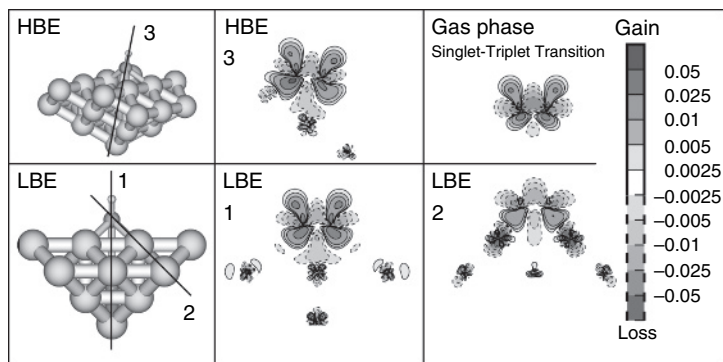 HBE
3
HBE
3
Gas phase
Singlet-Triplet Transition
Gain
0.05
0.025
0.01
0.005
0.0025
−0.0025
−0.005
−0.01
−0.025
−0.05
Loss
LBE
1
2
LBE
1
LBE
2